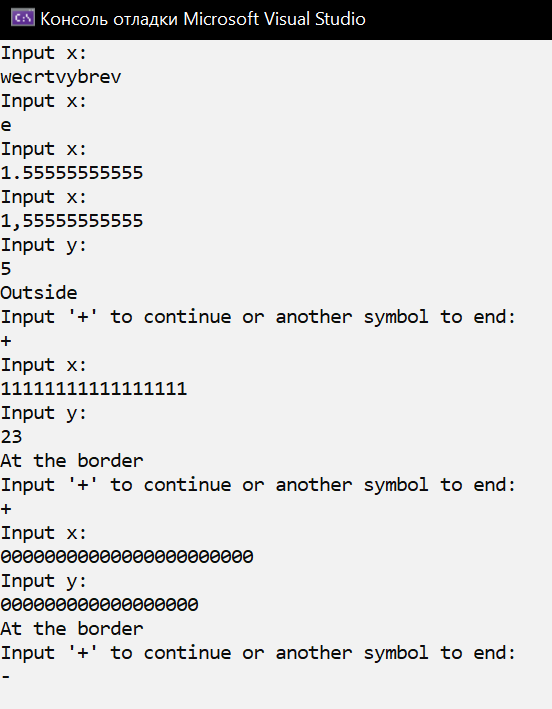 C:\ Консоль отладки Microsoft Visual Studio
Input x:
wecrtvybrev
Input x:
e
Input x:
1.55555555555
Input x:
1,55555555555
Input y:
5
Outside
Input '+' to continue or another symbol to end:
+
Input x:
11111111111111111
Input y:
23
At the border
Input '+' to continue or another symbol to end:
+
Input x:
00000000000000000000000
Input y:
000000000000000000
At the border
Input '+' to continue or another symbol to end:
-